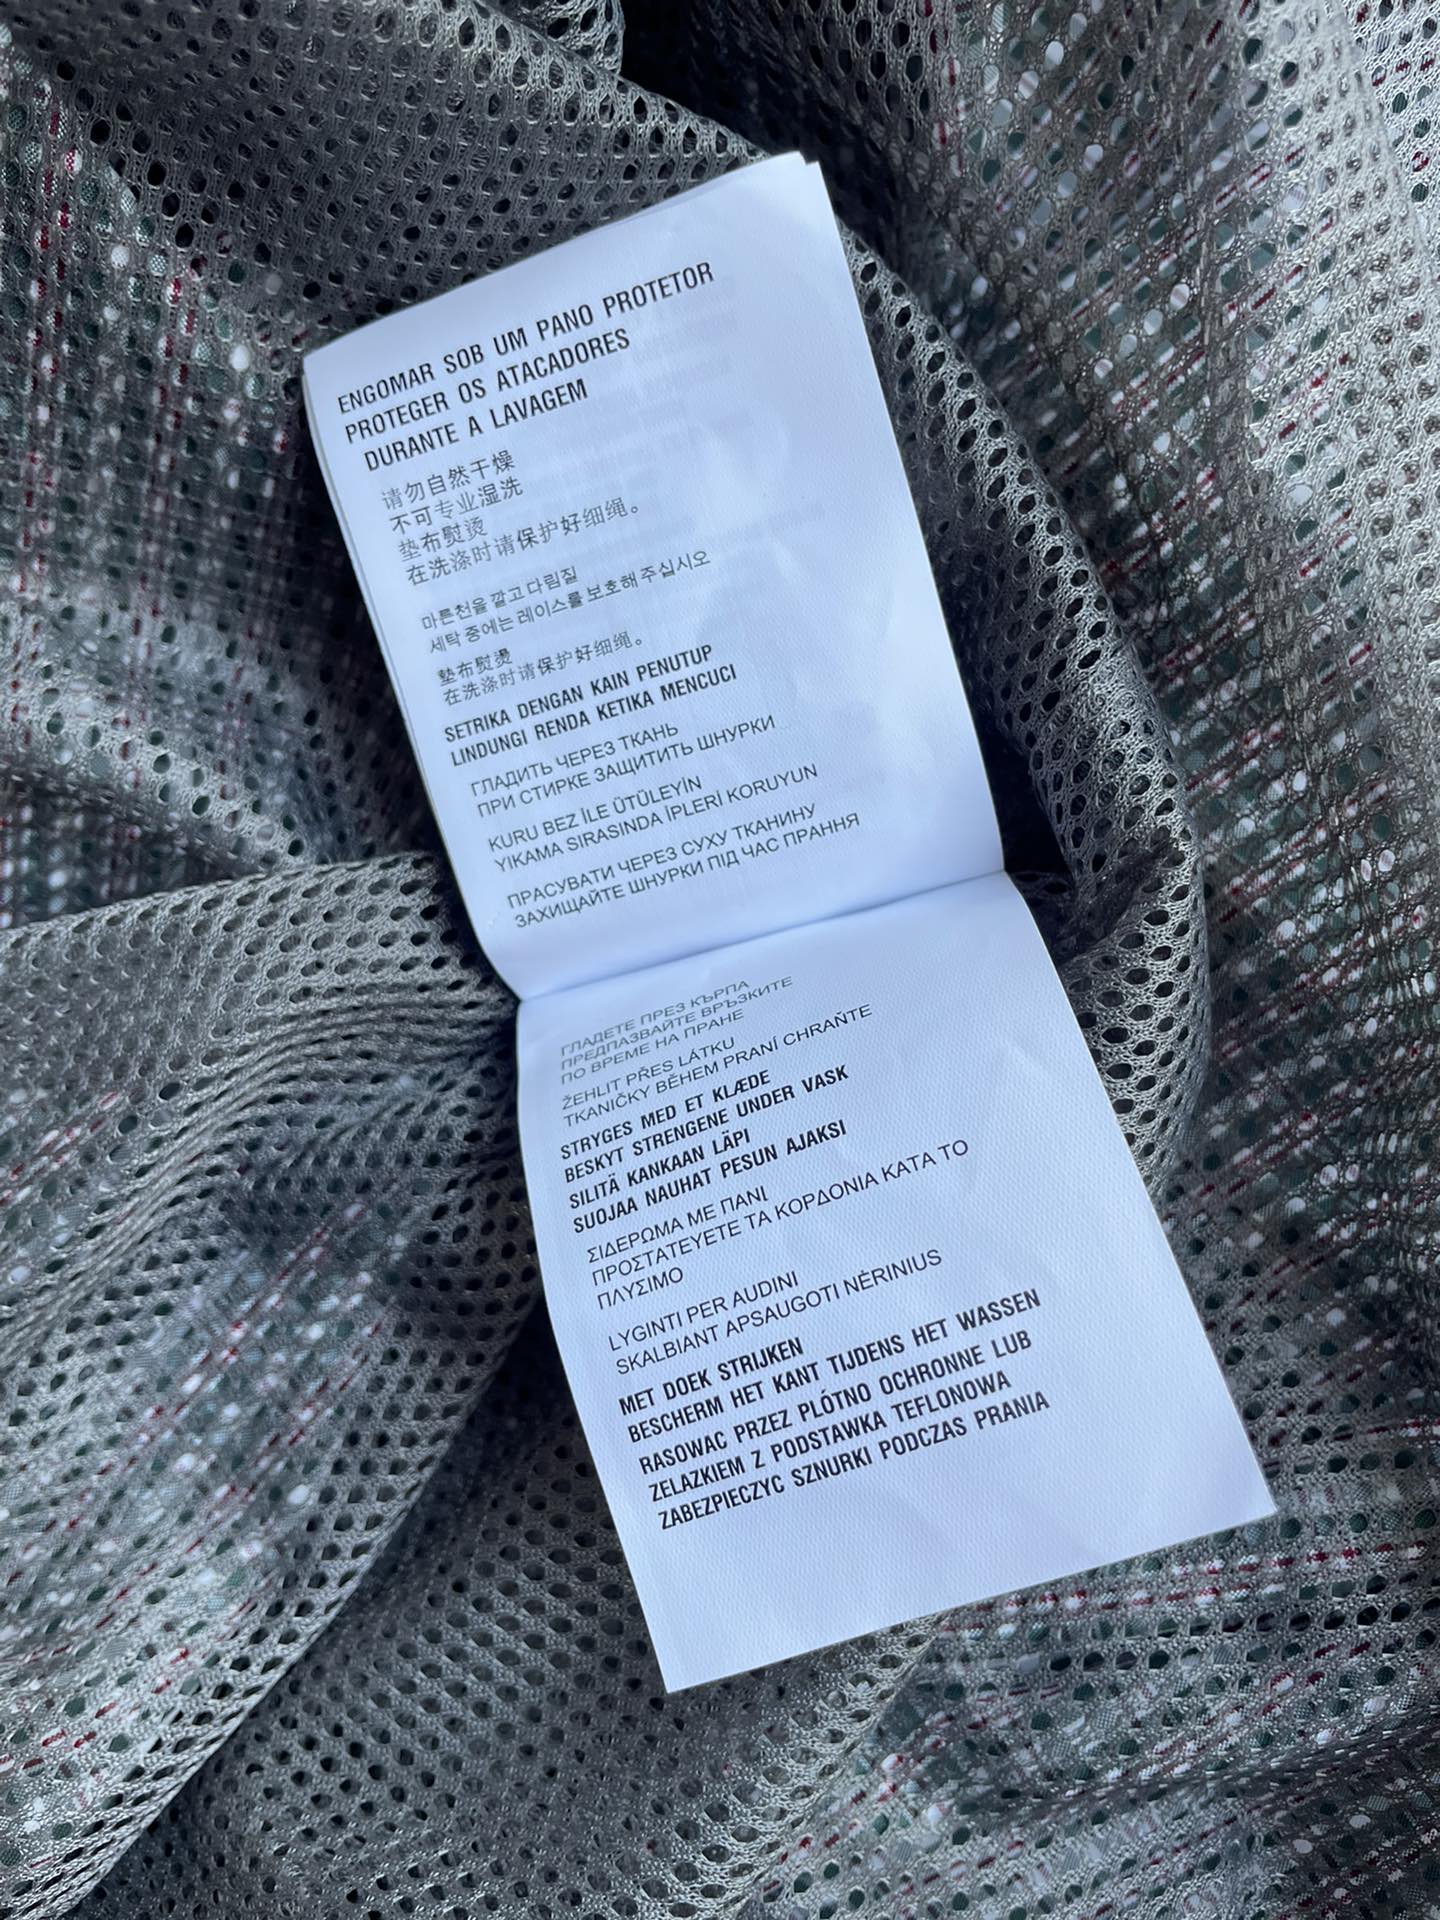 ENGOMAR SOB UM PANO PROTETOR
PROTEGER OS ATACADORES
DURANTE A LAVAGEM
请勿自然干燥
不可专业湿洗
垫布熨烫
在洗涤时请保护好细绳。
마른천을 깔고 다림질
세탁 중에는 레이스를 보호해 주십시오
墊布熨燙
在洗涤时请保护好细绳。
SETRIKA DENGAN KAIN PENUTUP
LINDUNGI RENDA KETIKA MENCUCI
ГЛАДИТЬ ЧЕРЕЗ ТКАНЬ
ПРИ СТИРКЕ ЗАЩИТИТЬ ШНУРКИ
KURU BEZ İLE ÜTÜLEYİN
YIKAMA SIRASINDA İPLERİ KORUYUN
ПРАСУВАТИ ЧЕРЕЗ СУХУ ТКАНИНУ
ЗАХИЩАЙТЕ ШНУРКИ ПІД ЧАС ПРАННЯ
ГЛАДЕТЕ ПРЕЗ КЪРПА
ПРЕДПАЗВАЙТЕ ВРЪЗКИТЕ
ПО ВРЕМЕ НА ПРАНЕ
ŽEHLIT PŘES LÁTKU
TKANIČKY BĚHEM PRANÍ CHRAŇTE
STRYGES MED ET KLÆDE
BESKYT STRENGENE UNDER VASK
SILITÄ KANKAAN LÄPI
SUOJAA NAUHAT PESUN AJAKSI
ΣΙΔΕΡΩΜΑ ΜΕ ΠΑΝΙ
ΠΡΟΣΤΑΤΕΥΕΤΕ ΤΑ ΚΟΡΔΟΝΙΑ ΚΑΤΑ ΤΟ
ΠΛΥΣΙΜΟ
LYGINTI PER AUDINI
SKALBIANT APSAUGOTI NĖRINIUS
MET DOEK STRIJKEN
BESCHERM HET KANT TIJDENS HET WASSEN
RASOWAC PRZEZ PLÓTNO OCHRONNE LUB
ZELAZKIEM Z PODSTAWKA TEFLONOWA
ZABEZPIECZYC SZNURKI PODCZAS PRANIA